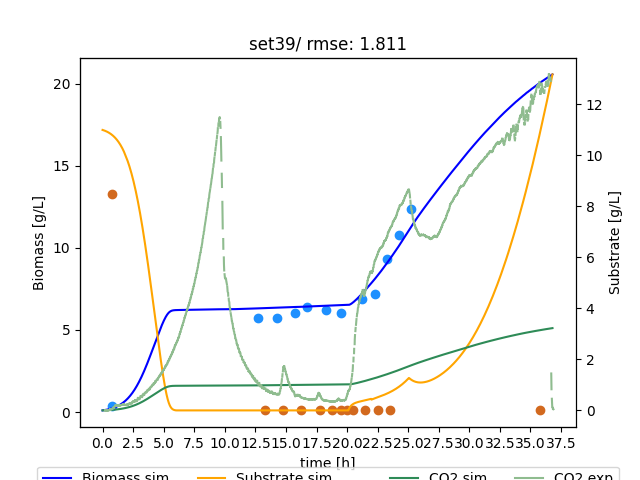 set39/ rmse: 1.811
20
15
10
5
0
Biomass [g/L]
12
10
8
6
4
2
0
Substrate [g/L]
0.0 2.5 5.0 7.5 10.0 12.5 15.0 17.5 20.0 22.5 25.0 27.5 30.0 32.5 35.0 37.5
time [h]
Biomass sim Substrate sim CO2 sim CO2 exp